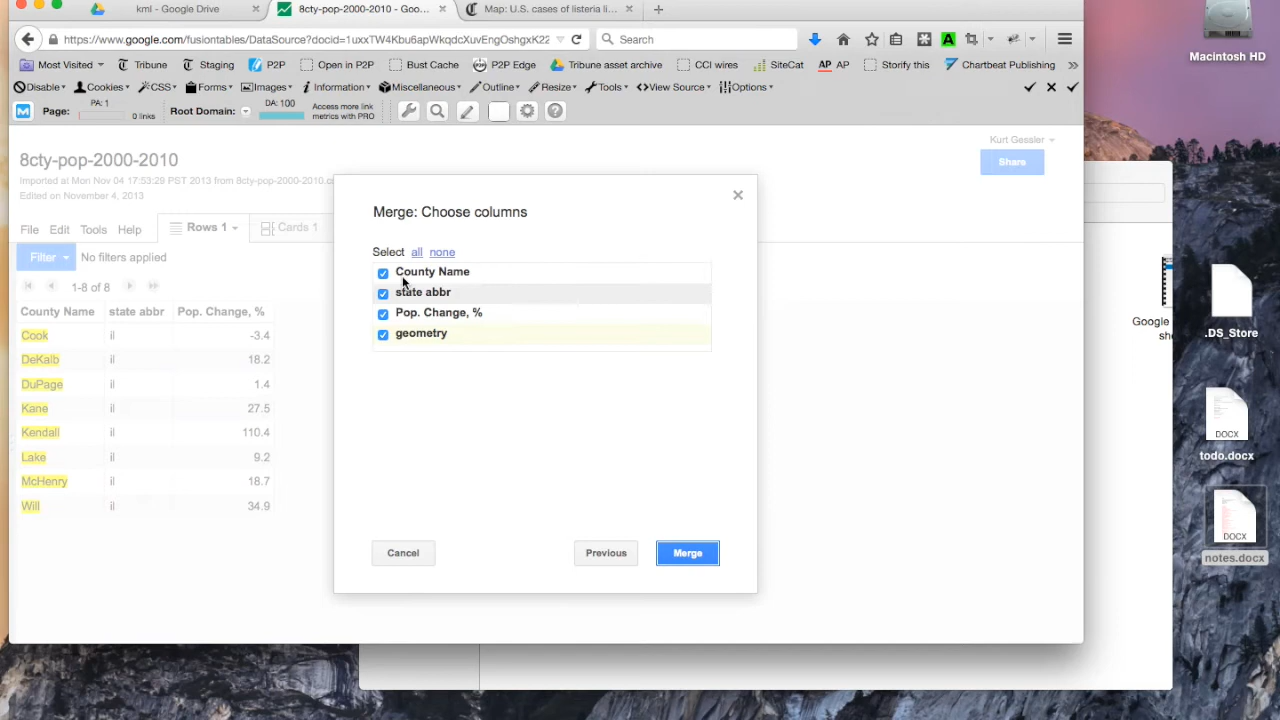 kml - Google Drive × 8cty-pop-2000-2010 - Goo... × Map: U.S. cases of listeria li... × +
https://www.google.com/fusiontables/DataSource?docid=1uxxTW4Kbu6apWkqdcXuvEngOshgxK22 Search
Most Visited Tribune Staging P2P Open in P2P Bust Cache P2P Edge Tribune asset archive CCI wires SiteCat AP AP Storify this Chartbeat Publishing »
Disable Cookies CSS Forms Images Information Miscellaneous Outline Resize Tools View Source Options
Page: PA: 1 0 links Root Domain: DA: 100 Access more link metrics with PRO
Kurt Gessler
8cty-pop-2000-2010
Share
Imported at Mon Nov 04 17:53:29 PST 2013 from 8cty-pop-2000-2010.
Edited on November 4, 2013
File Edit Tools Help Rows 1 Cards 1
Filter No filters applied
1-8 of 8
County Name state abbr Pop. Change, %
Cook il -3.4
DeKalb il 18.2
DuPage il 1.4
Kane il 27.5
Kendall il 110.4
Lake il 9.2
McHenry il 18.7
Will il 34.9
Merge: Choose columns
×
Select all none
County Name
state abbr
Pop. Change, %
geometry
Cancel Previous Merge
Macintosh HD
Google
she
.DS_Store
DOCX
todo.docx
DOCX
notes.docx